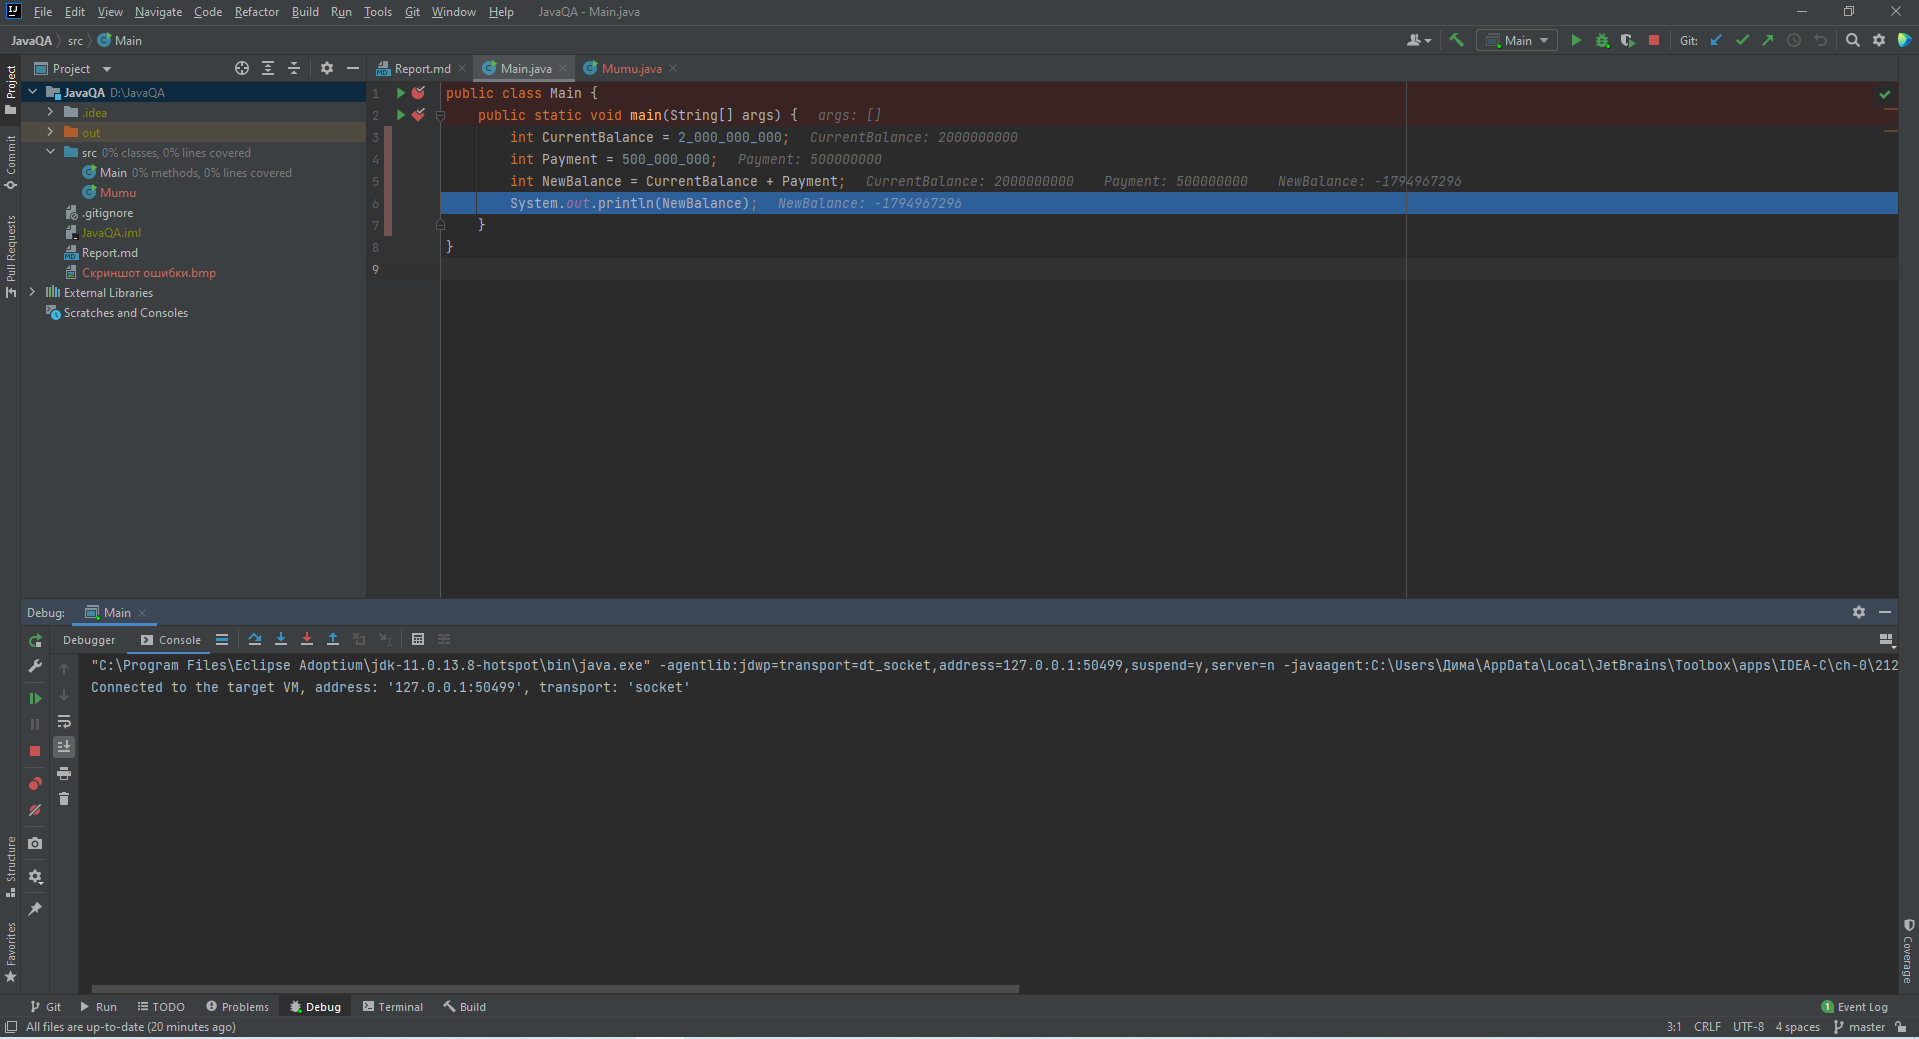 File Edit View Navigate Code Refactor Build Run Tools Git Window Help JavaQA - Main.java
JavaQA src Main
Main Git:
Project
Report.md Main.java Mumu.java
JavaQA D:\JavaQA
.idea
out
src 0% classes, 0% lines covered
Main 0% methods, 0% lines covered
Mumu
.gitignore
JavaQA.iml
Report.md
Скриншот ошибки.bmp
External Libraries
Scratches and Consoles
Project
Commit
Pull Requests
Structure
Favorites
1 public class Main {
2 public static void main(String[] args) { args: []
3 int CurrentBalance = 2_000_000_000; CurrentBalance: 2000000000
4 int Payment = 500_000_000; Payment: 500000000
5 int NewBalance = CurrentBalance + Payment; CurrentBalance: 2000000000 Payment: 500000000 NewBalance: -1794967296
6 System.out.println(NewBalance); NewBalance: -1794967296
7 }
8 }
9
Debug: Main
Debugger Console
"C:\Program Files\Eclipse Adoptium\jdk-11.0.13.8-hotspot\bin\java.exe" -agentlib:jdwp=transport=dt_socket,address=127.0.0.1:50499,suspend=y,server=n -javaagent:C:\Users\Дима\AppData\Local\JetBrains\Toolbox\apps\IDEA-C\ch-0\212
Connected to the target VM, address: '127.0.0.1:50499', transport: 'socket'
Coverage
Git Run TODO Problems Debug Terminal Build 1 Event Log
All files are up-to-date (20 minutes ago) 3:1 CRLF UTF-8 4 spaces master